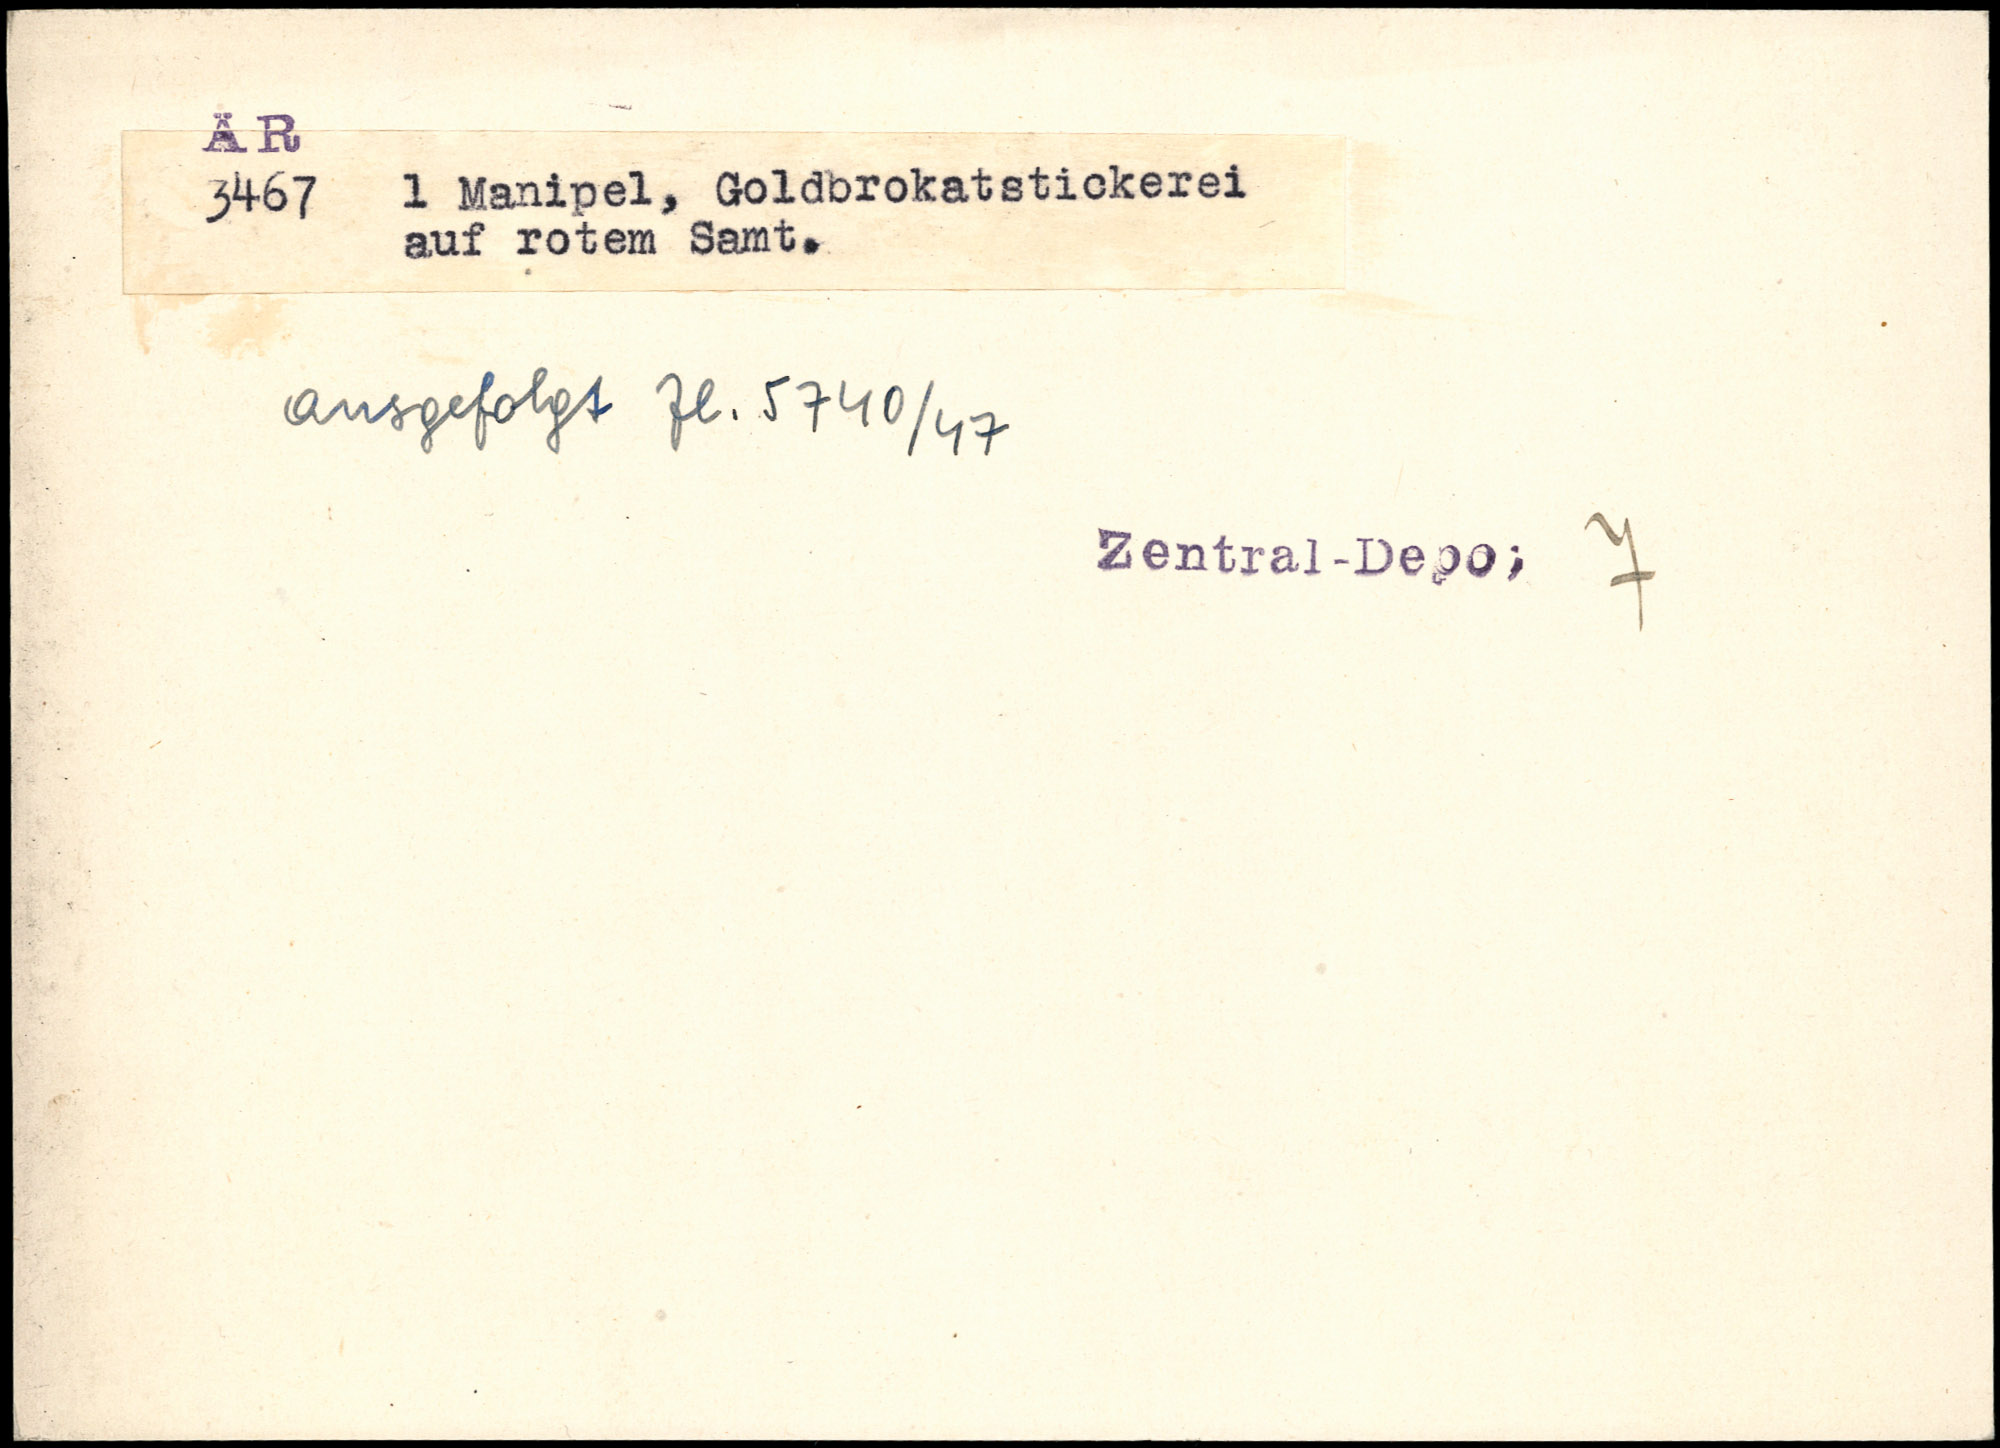 ÄR
3467 1 Manipel, Goldbrokatstickerei
auf rotem Samt.
ausgefolgt Zl. 5740/47
Zentral-Depo; 7